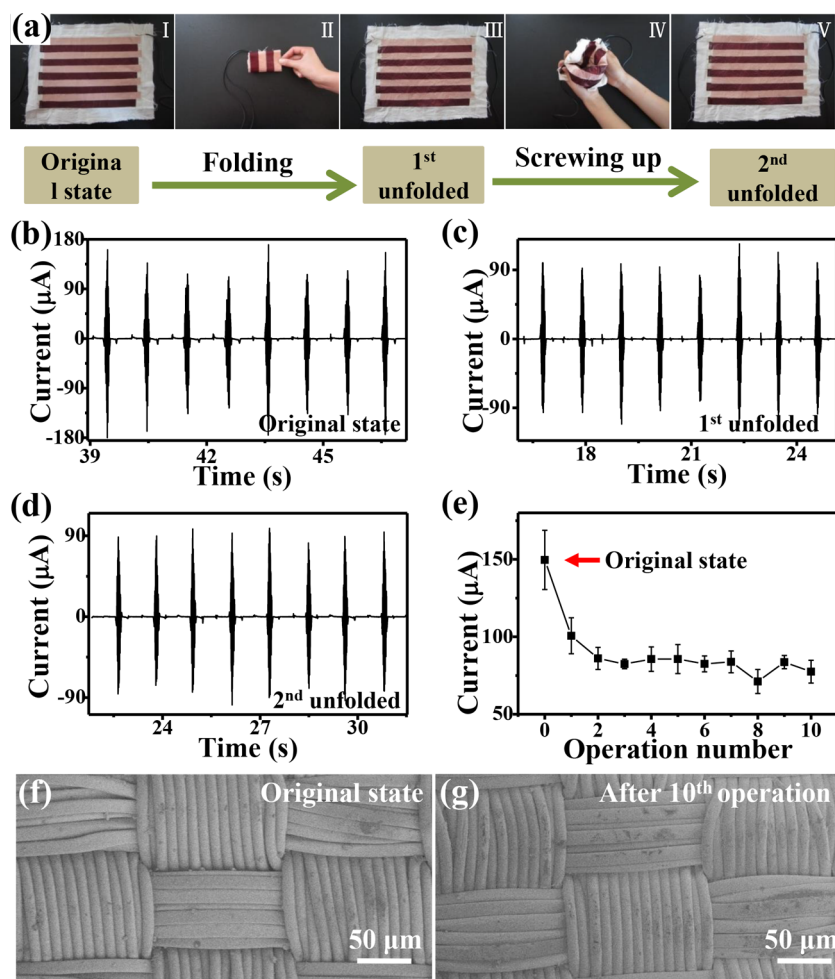 (a)
I
II
III
IV
V
Origina
l state
Folding
1st
unfolded
Screwing up
2nd
unfolded
(b)
180
90
0
-90
-180
Current (μA)
Original state
39
42
45
Time (s)
(c)
90
0
-90
Current (μA)
1st unfolded
18
21
24
Time (s)
(d)
90
0
-90
Current (μA)
2nd unfolded
24
27
30
Time (s)
(e)
150
100
50
Current (μA)
Original state
0
2
4
6
8
10
Operation number
(f)
Original state
50 μm
(g)
After 10th operation
50 μm